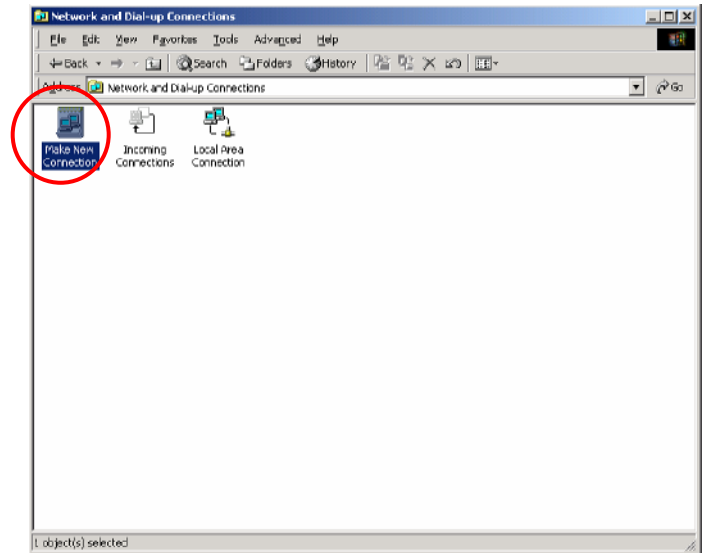 Network and Dial-up Connections
File Edit View Favorites Tools Advanced Help
Back Search Folders History
Address Network and Dial-up Connections Go
Make New Incoming Local Area
Connection Connections Connection
1 object(s) selected